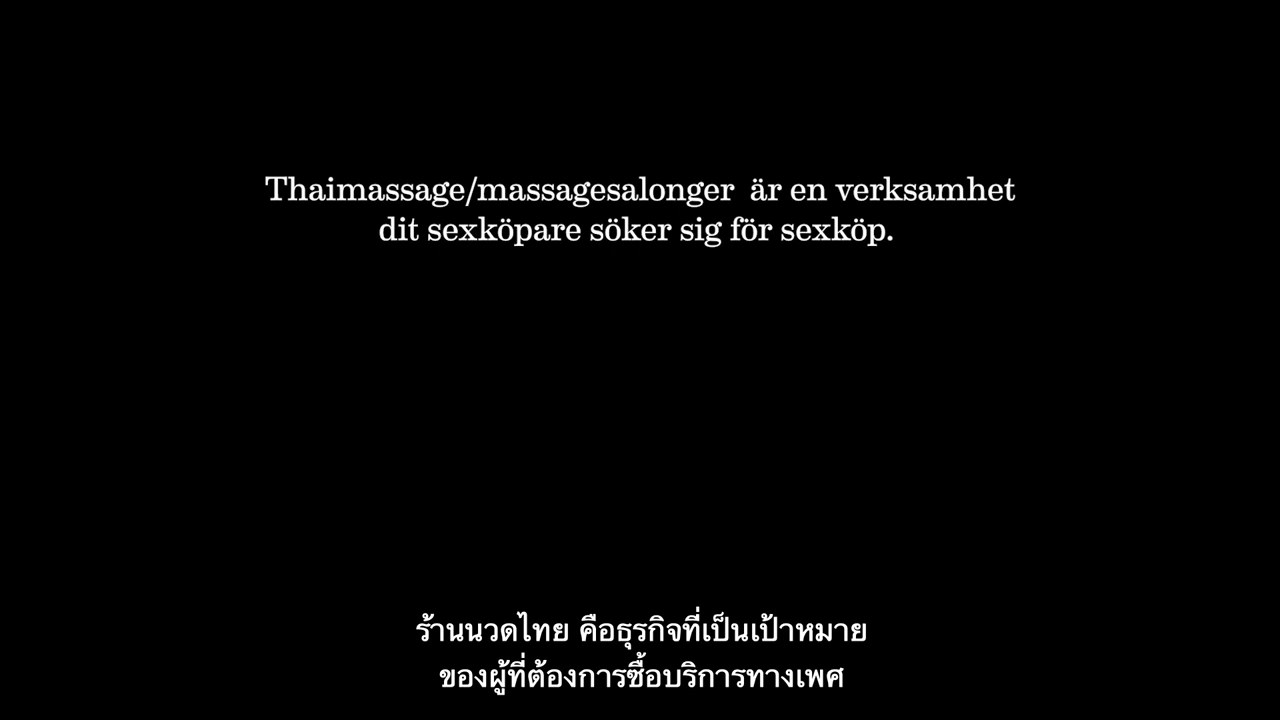 Thaimassage/massagesalonger är en verksamhet
dit sexköpare söker sig för sexköp.
ร้านนวดไทย คือธุรกิจที่เป็นเป้าหมาย
ของผู้ที่ต้องการซื้อบริการทางเพศ